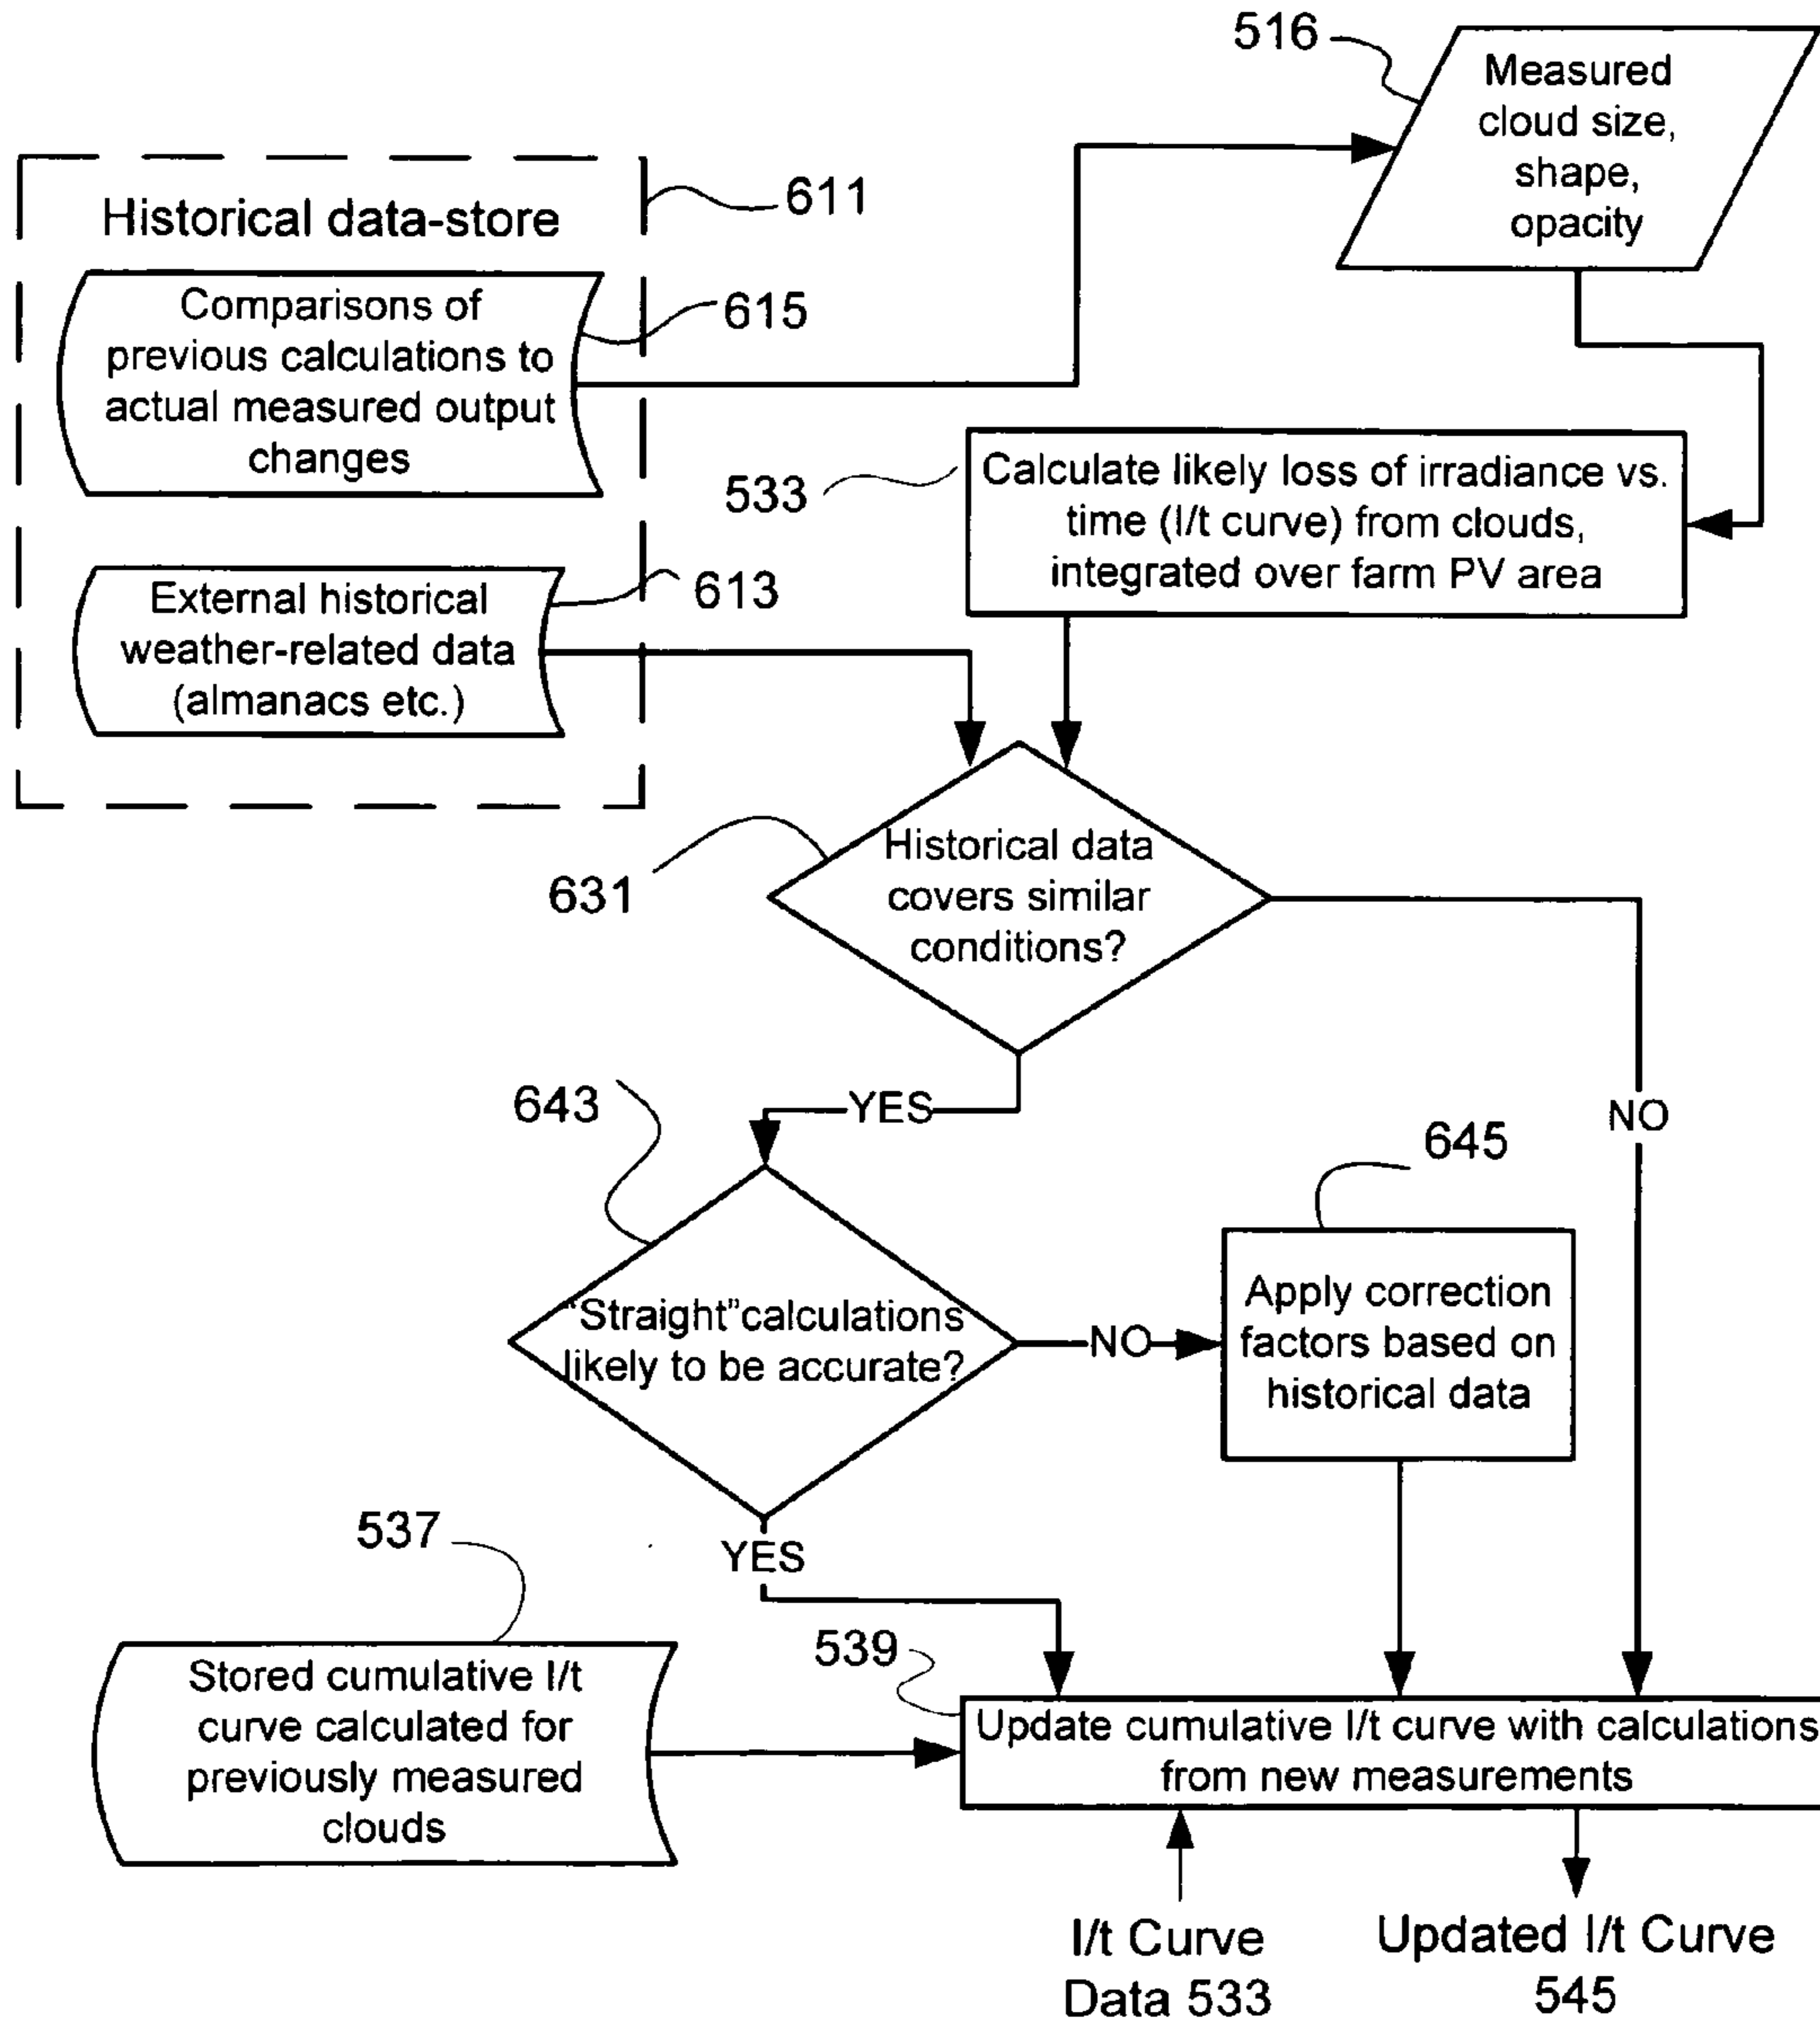 516
Measured
cloud size,
shape,
opacity
611
Historical data-store
Comparisons of
previous calculations to
actual measured output
changes
615
533
Calculate likely loss of irradiance vs.
time (I/t curve) from clouds,
integrated over farm PV area
External historical
weather-related data
(almanacs etc.)
613
631
Historical data
covers similar
conditions?
YES
NO
643
645
"Straight"calculations
likely to be accurate?
NO
Apply correction
factors based on
historical data
YES
537
Stored cumulative I/t
curve calculated for
previously measured
clouds
539
Update cumulative I/t curve with calculations
from new measurements
I/t Curve
Data 533
Updated I/t Curve
545